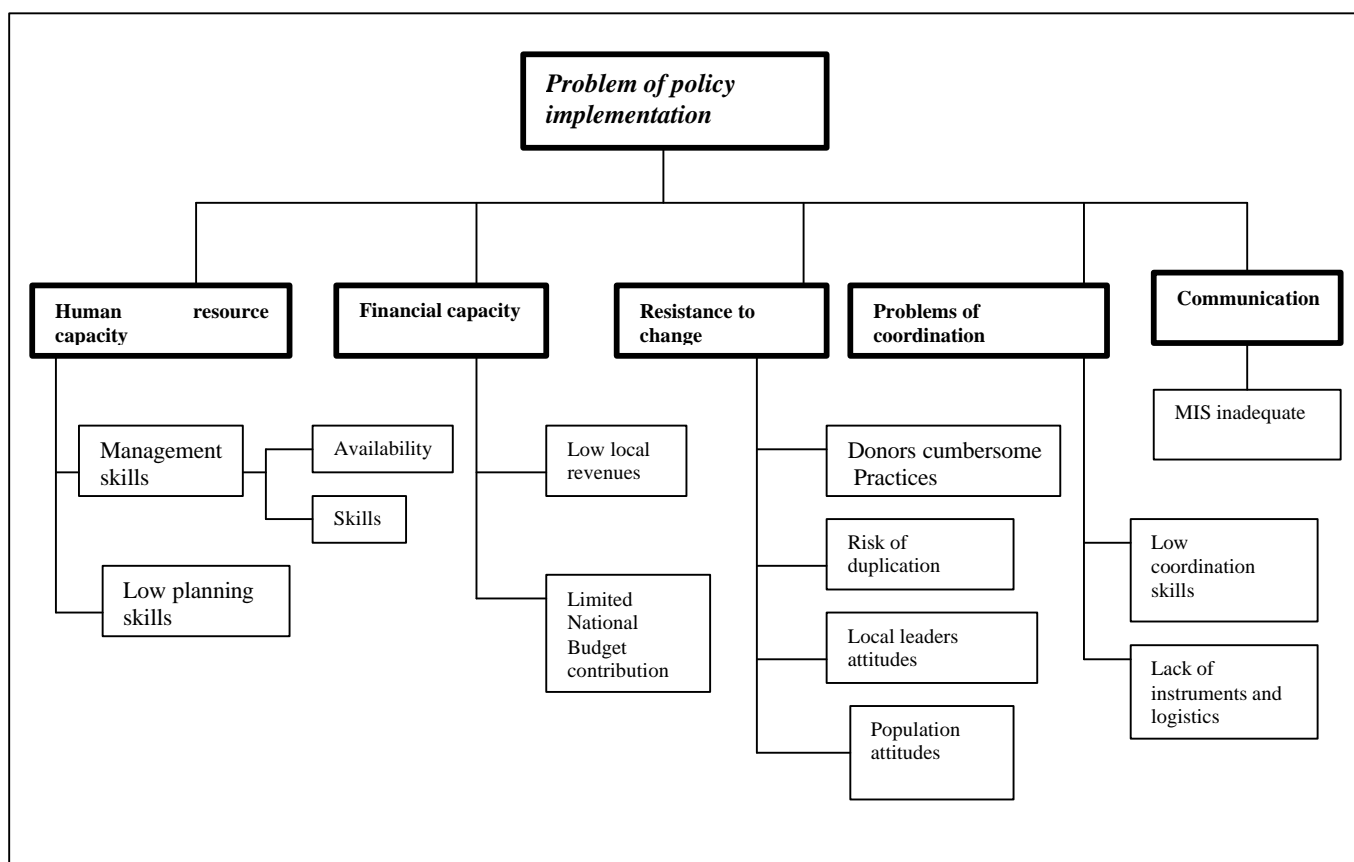 Problem of policy
implementation
Human resource
capacity
Financial capacity
Resistance to
change
Problems of
coordination
Communication
MIS inadequate
Management
skills
Availability
Skills
Low planning
skills
Low local
revenues
Limited
National
Budget
contribution
Donors cumbersome
Practices
Risk of
duplication
Local leaders
attitudes
Population
attitudes
Low
coordination
skills
Lack of
instruments and
logistics